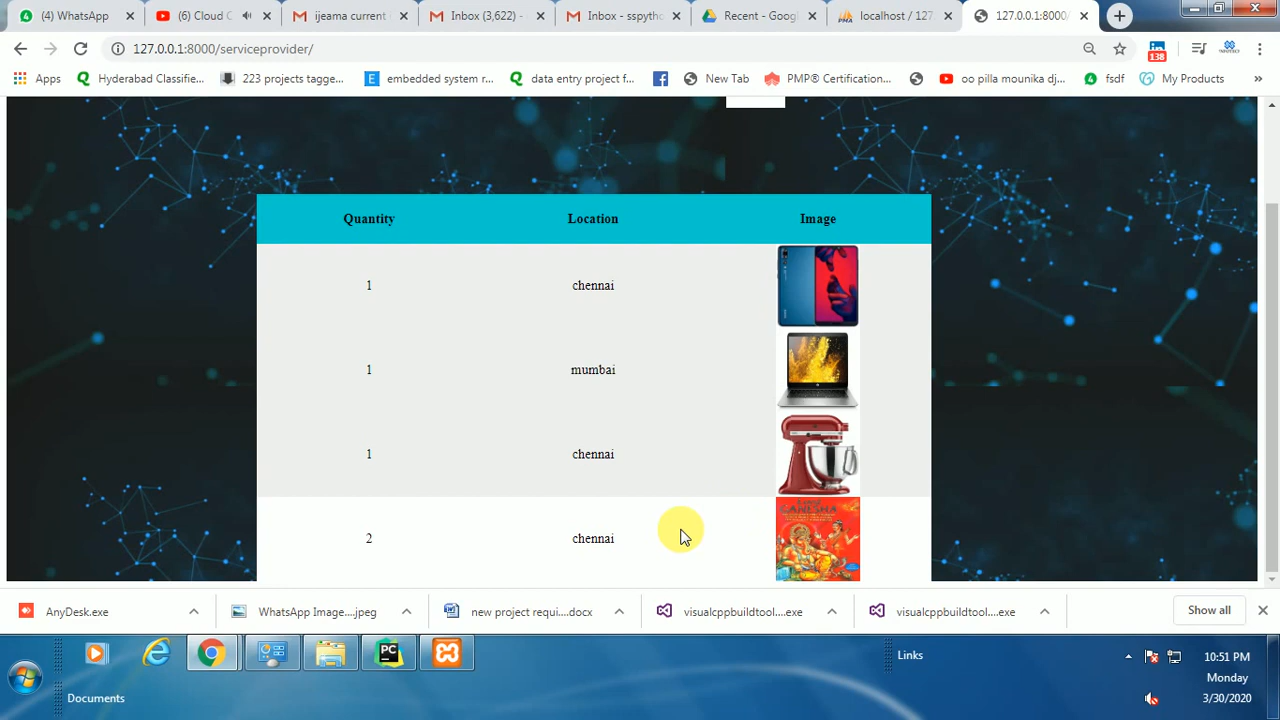 (4) WhatsApp
(6) Cloud C
ijeama current
Inbox (3,622) -
Inbox - sspyth
Recent - Goog
localhost / 127
127.0.0.1:8000
127.0.0.1:8000/serviceprovider/
138
Apps
Hyderabad Classifie...
223 projects tagge...
embedded system r...
data entry project f...
New Tab
PMP® Certification...
oo pilla mounika dj...
fsdf
My Products
»
Quantity Location Image
1 chennai
1 mumbai
1 chennai
2 chennai
GANESHA
AnyDesk.exe
WhatsApp Image....jpeg
new project requi....docx
visualcppbuildtool....exe
visualcppbuildtool....exe
Show all
PC
Links
10:51 PM
Monday
3/30/2020
Documents